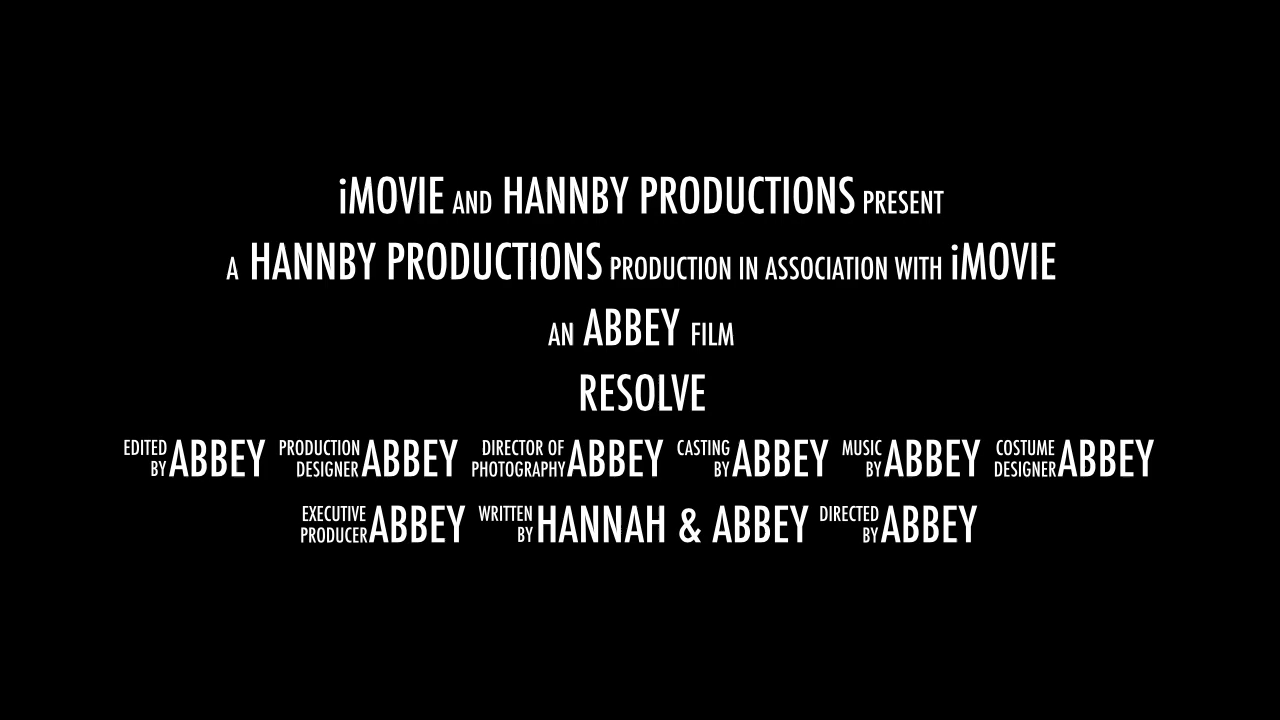 iMOVIE AND HANNBY PRODUCTIONS PRESENT
A HANNBY PRODUCTIONS PRODUCTION IN ASSOCIATION WITH iMOVIE
AN ABBEY FILM
RESOLVE
EDITED BY ABBEY PRODUCTION DESIGNER ABBEY DIRECTOR OF PHOTOGRAPHY ABBEY CASTING BY ABBEY MUSIC BY ABBEY COSTUME DESIGNER ABBEY
EXECUTIVE PRODUCER ABBEY WRITTEN BY HANNAH & ABBEY DIRECTED BY ABBEY